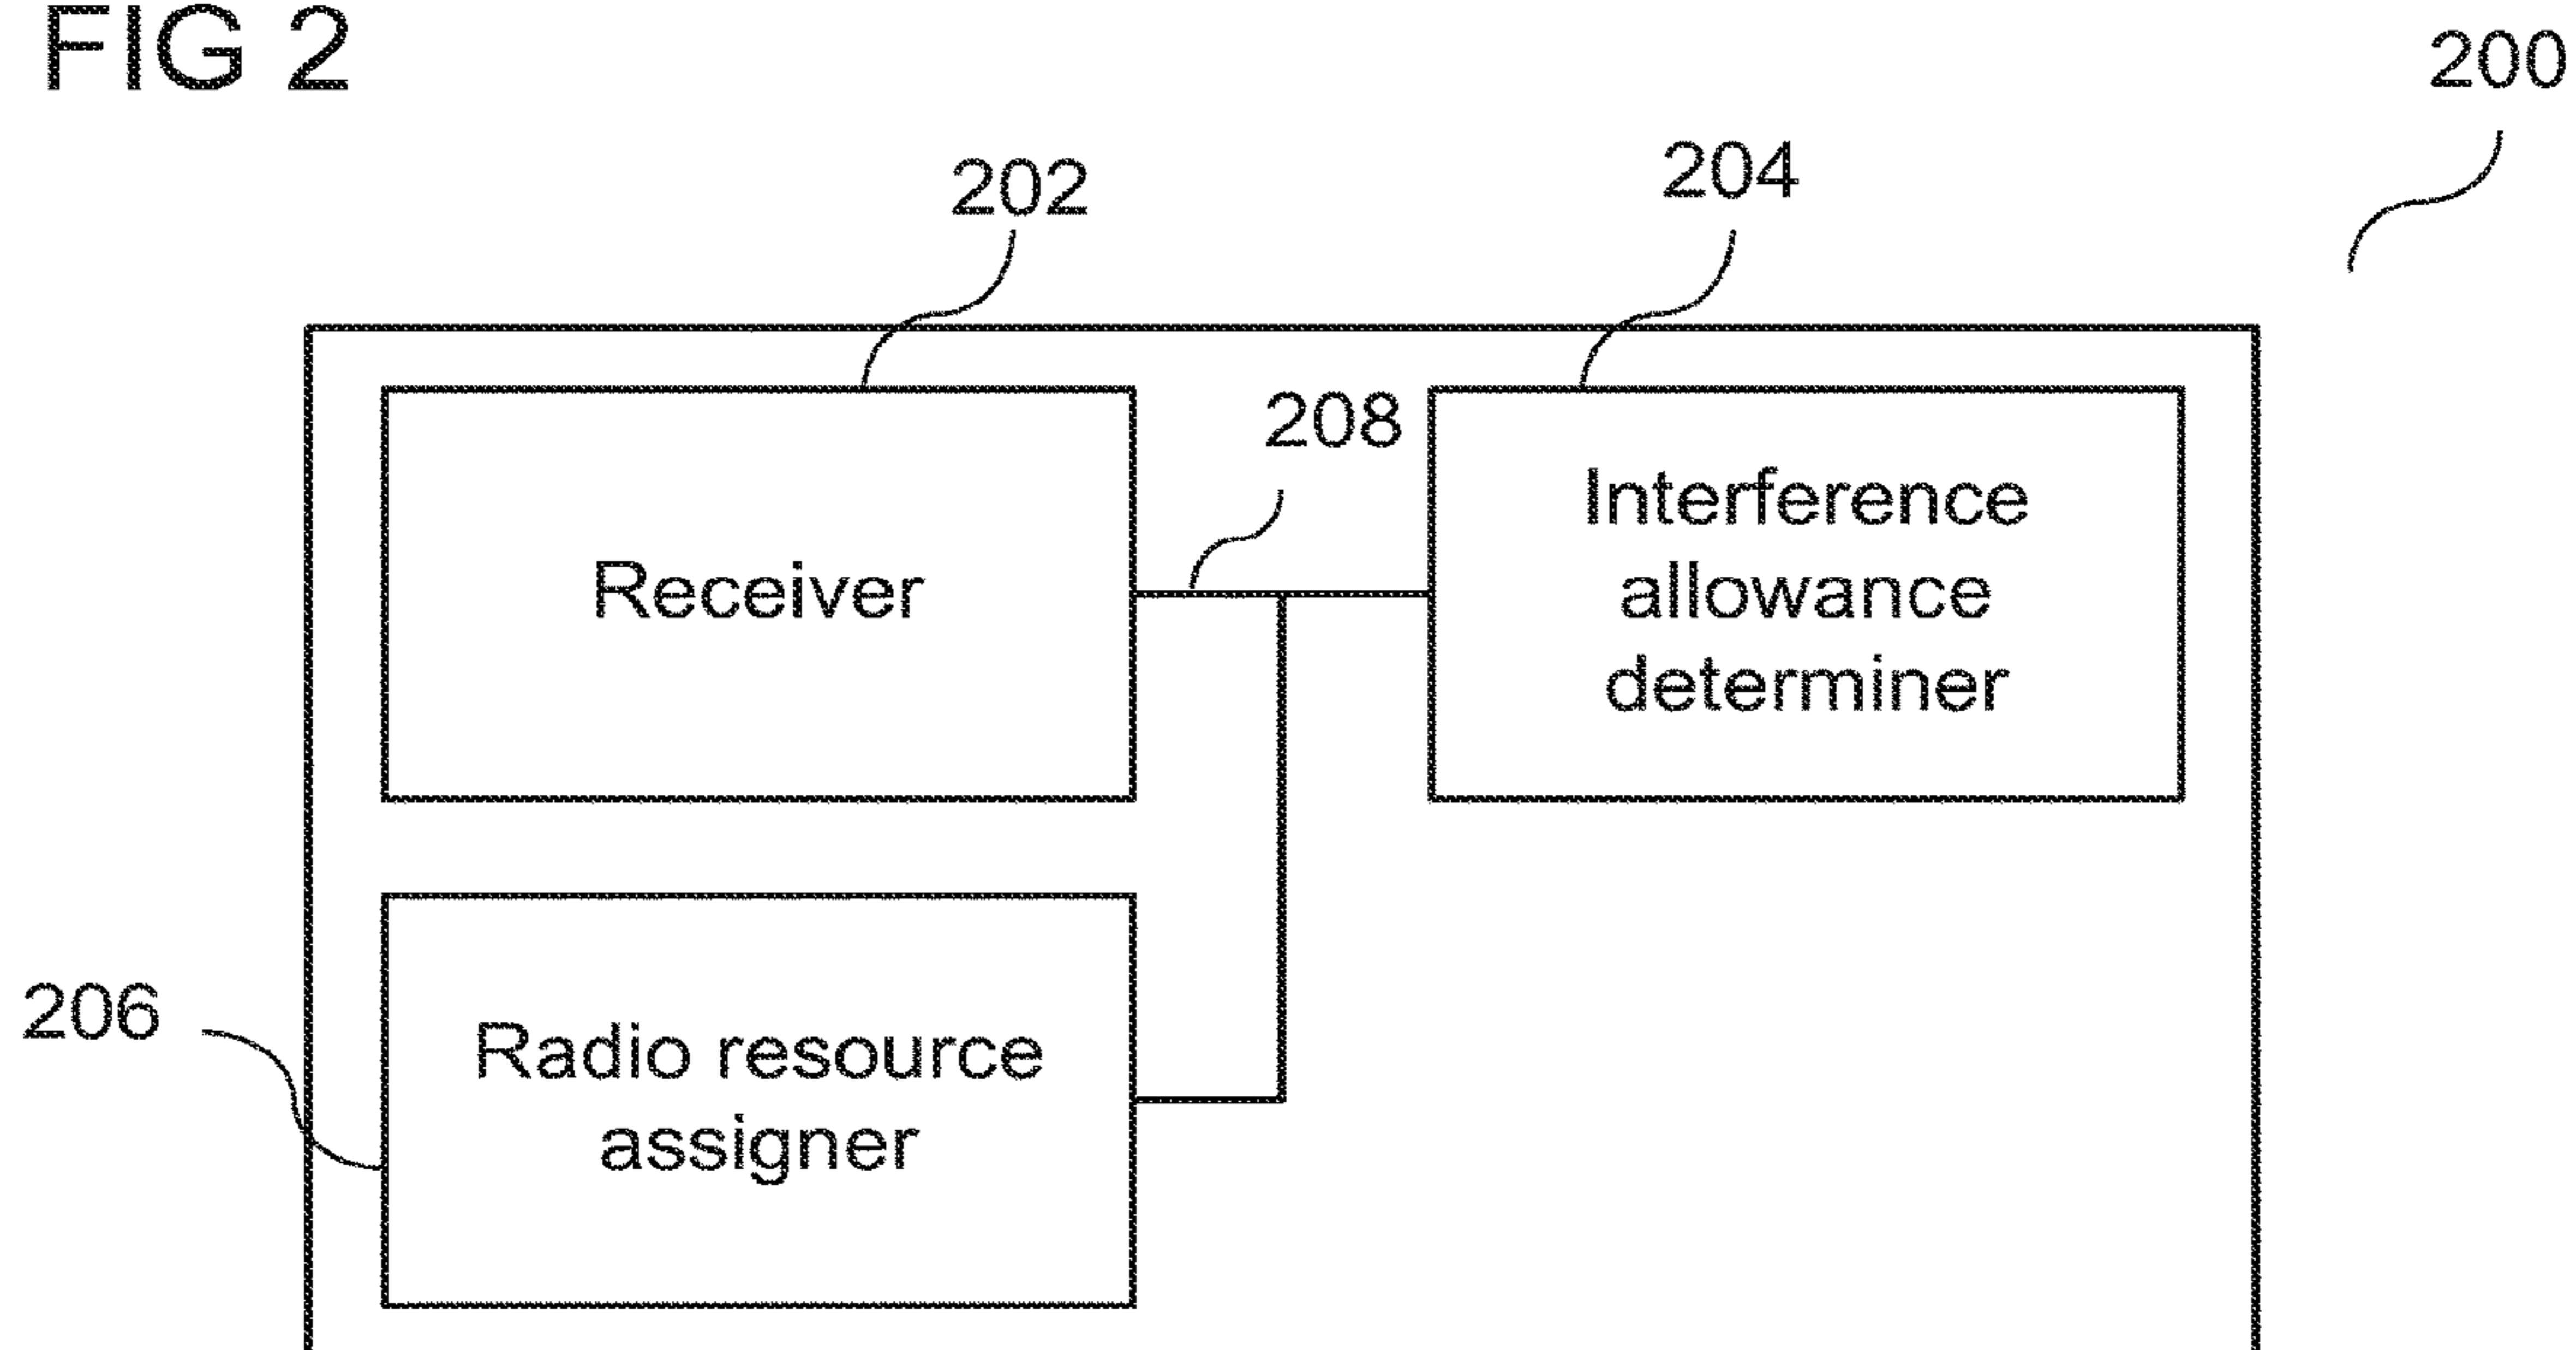 FIG 2
200
202
204
208
Receiver
Interference
allowance
determiner
206
Radio resource
assigner